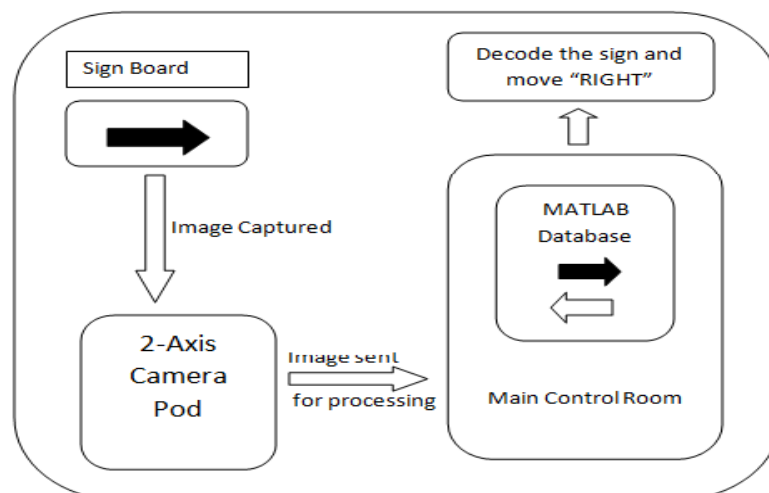 Sign Board
Image Captured
2-Axis
Camera
Pod
Image sent
for processing
Decode the sign and
move “RIGHT”
MATLAB
Database
Main Control Room